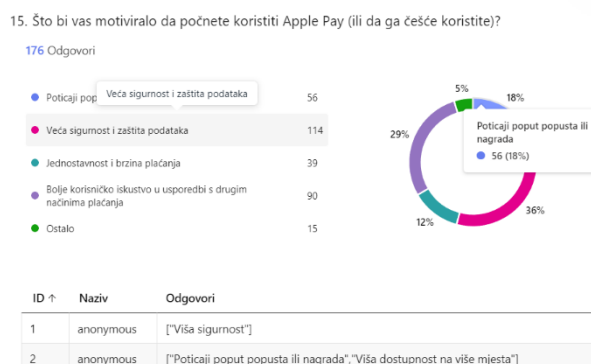 15. Što bi vas motiviralo da počnete koristiti Apple Pay (ili da ga češće koristite)?
176 Odgovori
Poticaji pop
56
Veća sigurnost i zaštita podataka
Veća sigurnost i zaštita podataka
114
Jednostavnost i brzina plaćanja
39
Bolje korisničko iskustvo u usporedbi s drugim
načinima plaćanja
90
Ostalo
15
5%
18%
29%
Poticaji poput popusta ili
nagrada
56 (18%)
36%
12%
ID ↑ Naziv Odgovori
1 anonymous ["Viša sigurnost"]
2 anonymous ["Poticaji poput popusta ili nagrada","Viša dostupnost na više mjesta"]